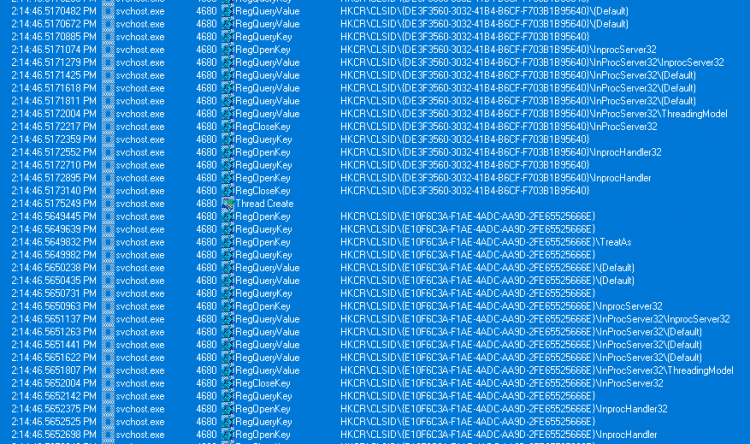 2:14:46.5170482 PM svchost.exe 4680 RegQueryValue HKCR\CLSID\{DE3F3560-3032-41B4-B6CF-F703B1B95640}\(Default)
2:14:46.5170672 PM svchost.exe 4680 RegQueryValue HKCR\CLSID\{DE3F3560-3032-41B4-B6CF-F703B1B95640}\(Default)
2:14:46.5170885 PM svchost.exe 4680 RegQueryKey HKCR\CLSID\{DE3F3560-3032-41B4-B6CF-F703B1B95640}
2:14:46.5171074 PM svchost.exe 4680 RegOpenKey HKCR\CLSID\{DE3F3560-3032-41B4-B6CF-F703B1B95640}\InprocServer32
2:14:46.5171279 PM svchost.exe 4680 RegQueryValue HKCR\CLSID\{DE3F3560-3032-41B4-B6CF-F703B1B95640}\InProcServer32\InprocServer32
2:14:46.5171425 PM svchost.exe 4680 RegQueryValue HKCR\CLSID\{DE3F3560-3032-41B4-B6CF-F703B1B95640}\InProcServer32\(Default)
2:14:46.5171618 PM svchost.exe 4680 RegQueryValue HKCR\CLSID\{DE3F3560-3032-41B4-B6CF-F703B1B95640}\InProcServer32\(Default)
2:14:46.5171811 PM svchost.exe 4680 RegQueryValue HKCR\CLSID\{DE3F3560-3032-41B4-B6CF-F703B1B95640}\InProcServer32\(Default)
2:14:46.5172004 PM svchost.exe 4680 RegQueryValue HKCR\CLSID\{DE3F3560-3032-41B4-B6CF-F703B1B95640}\InProcServer32\ThreadingModel
2:14:46.5172217 PM svchost.exe 4680 RegCloseKey HKCR\CLSID\{DE3F3560-3032-41B4-B6CF-F703B1B95640}\InProcServer32
2:14:46.5172359 PM svchost.exe 4680 RegQueryKey HKCR\CLSID\{DE3F3560-3032-41B4-B6CF-F703B1B95640}
2:14:46.5172552 PM svchost.exe 4680 RegOpenKey HKCR\CLSID\{DE3F3560-3032-41B4-B6CF-F703B1B95640}\InprocHandler32
2:14:46.5172710 PM svchost.exe 4680 RegQueryKey HKCR\CLSID\{DE3F3560-3032-41B4-B6CF-F703B1B95640}
2:14:46.5172895 PM svchost.exe 4680 RegOpenKey HKCR\CLSID\{DE3F3560-3032-41B4-B6CF-F703B1B95640}\InprocHandler
2:14:46.5173140 PM svchost.exe 4680 RegCloseKey HKCR\CLSID\{DE3F3560-3032-41B4-B6CF-F703B1B95640}
2:14:46.5175249 PM svchost.exe 4680 Thread Create
2:14:46.5649445 PM svchost.exe 4680 RegOpenKey HKCR\CLSID\{E10F6C3A-F1AE-4ADC-AA9D-2FE65525666E}
2:14:46.5649639 PM svchost.exe 4680 RegQueryKey HKCR\CLSID\{E10F6C3A-F1AE-4ADC-AA9D-2FE65525666E}
2:14:46.5649832 PM svchost.exe 4680 RegOpenKey HKCR\CLSID\{E10F6C3A-F1AE-4ADC-AA9D-2FE65525666E}\TreatAs
2:14:46.5649982 PM svchost.exe 4680 RegQueryKey HKCR\CLSID\{E10F6C3A-F1AE-4ADC-AA9D-2FE65525666E}
2:14:46.5650238 PM svchost.exe 4680 RegQueryValue HKCR\CLSID\{E10F6C3A-F1AE-4ADC-AA9D-2FE65525666E}\(Default)
2:14:46.5650435 PM svchost.exe 4680 RegQueryValue HKCR\CLSID\{E10F6C3A-F1AE-4ADC-AA9D-2FE65525666E}\(Default)
2:14:46.5650731 PM svchost.exe 4680 RegQueryKey HKCR\CLSID\{E10F6C3A-F1AE-4ADC-AA9D-2FE65525666E}
2:14:46.5650963 PM svchost.exe 4680 RegOpenKey HKCR\CLSID\{E10F6C3A-F1AE-4ADC-AA9D-2FE65525666E}\InprocServer32
2:14:46.5651137 PM svchost.exe 4680 RegQueryValue HKCR\CLSID\{E10F6C3A-F1AE-4ADC-AA9D-2FE65525666E}\InProcServer32\InprocServer32
2:14:46.5651263 PM svchost.exe 4680 RegQueryValue HKCR\CLSID\{E10F6C3A-F1AE-4ADC-AA9D-2FE65525666E}\InProcServer32\(Default)
2:14:46.5651441 PM svchost.exe 4680 RegQueryValue HKCR\CLSID\{E10F6C3A-F1AE-4ADC-AA9D-2FE65525666E}\InProcServer32\(Default)
2:14:46.5651622 PM svchost.exe 4680 RegQueryValue HKCR\CLSID\{E10F6C3A-F1AE-4ADC-AA9D-2FE65525666E}\InProcServer32\(Default)
2:14:46.5651807 PM svchost.exe 4680 RegQueryValue HKCR\CLSID\{E10F6C3A-F1AE-4ADC-AA9D-2FE65525666E}\InProcServer32\ThreadingModel
2:14:46.5652004 PM svchost.exe 4680 RegCloseKey HKCR\CLSID\{E10F6C3A-F1AE-4ADC-AA9D-2FE65525666E}\InProcServer32
2:14:46.5652142 PM svchost.exe 4680 RegQueryKey HKCR\CLSID\{E10F6C3A-F1AE-4ADC-AA9D-2FE65525666E}
2:14:46.5652375 PM svchost.exe 4680 RegOpenKey HKCR\CLSID\{E10F6C3A-F1AE-4ADC-AA9D-2FE65525666E}\InprocHandler32
2:14:46.5652525 PM svchost.exe 4680 RegQueryKey HKCR\CLSID\{E10F6C3A-F1AE-4ADC-AA9D-2FE65525666E}
2:14:46.5652698 PM svchost.exe 4680 RegOpenKey HKCR\CLSID\{E10F6C3A-F1AE-4ADC-AA9D-2FE65525666E}\InprocHandler